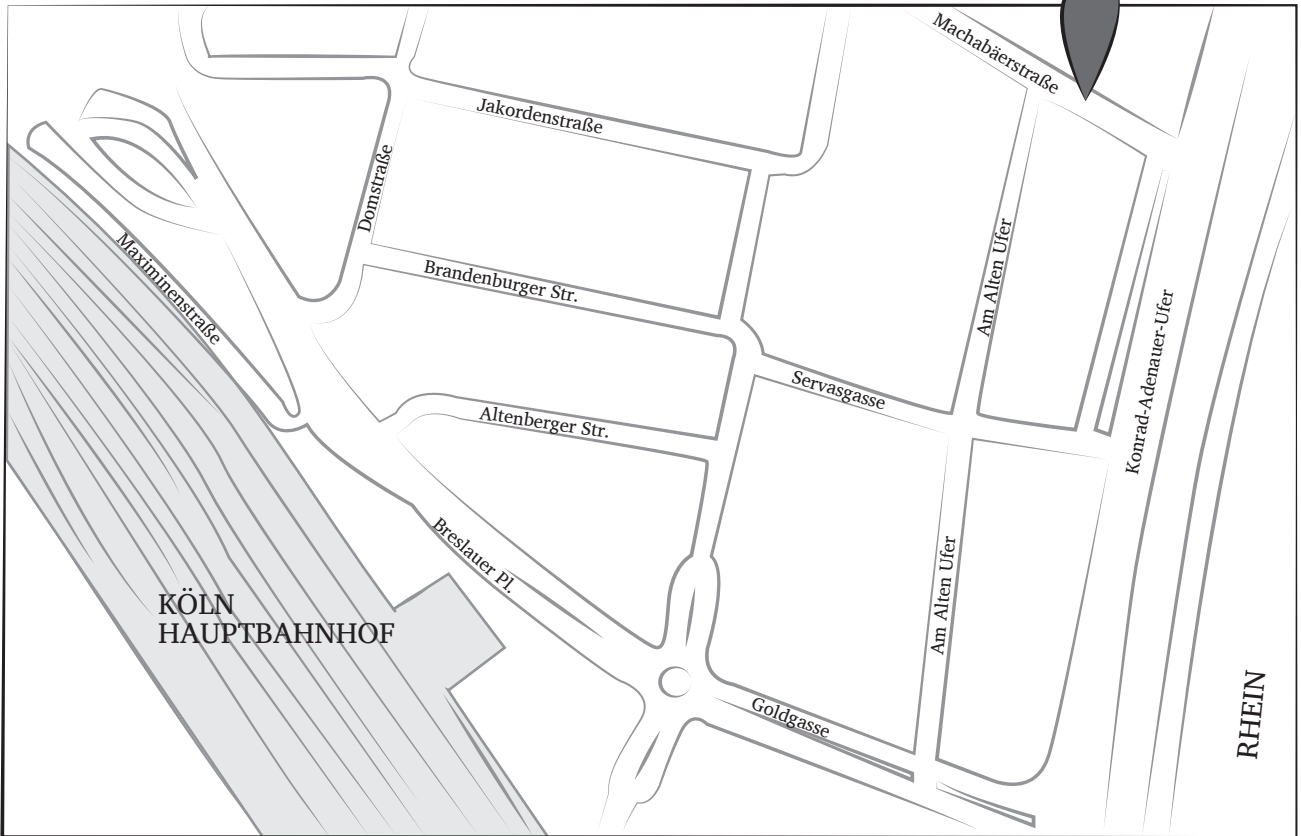 Machabäerstraße
Jakordenstraße
Domstraße
Maximinenstraße
Brandenburger Str.
Am Alten Ufer
Konrad-Adenauer-Ufer
Servasgasse
Altenberger Str.
Breslauer Pl.
Am Alten Ufer
KÖLN
HAUPTBAHNHOF
Goldgasse
RHEIN